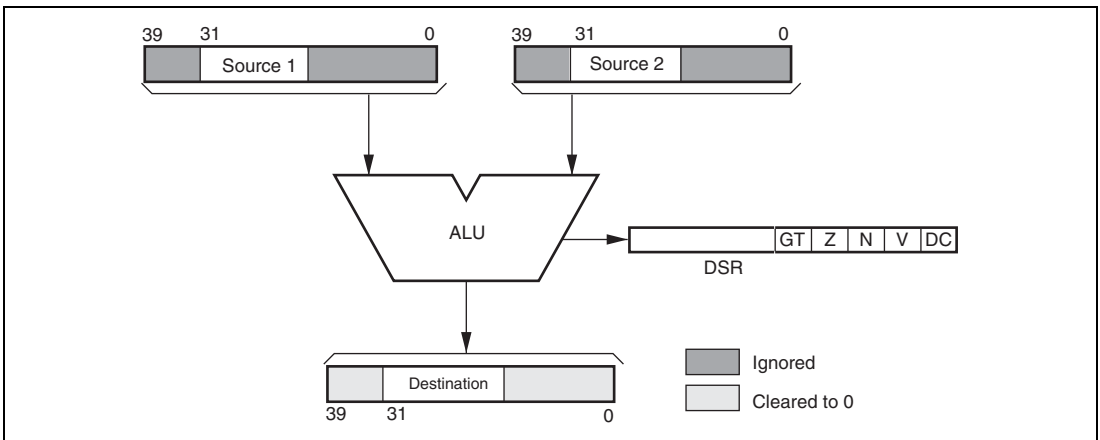 39 31 0
Source 1
39 31 0
Source 2
ALU
GT Z N V DC
DSR
Destination
39 31 0
Ignored
Cleared to 0